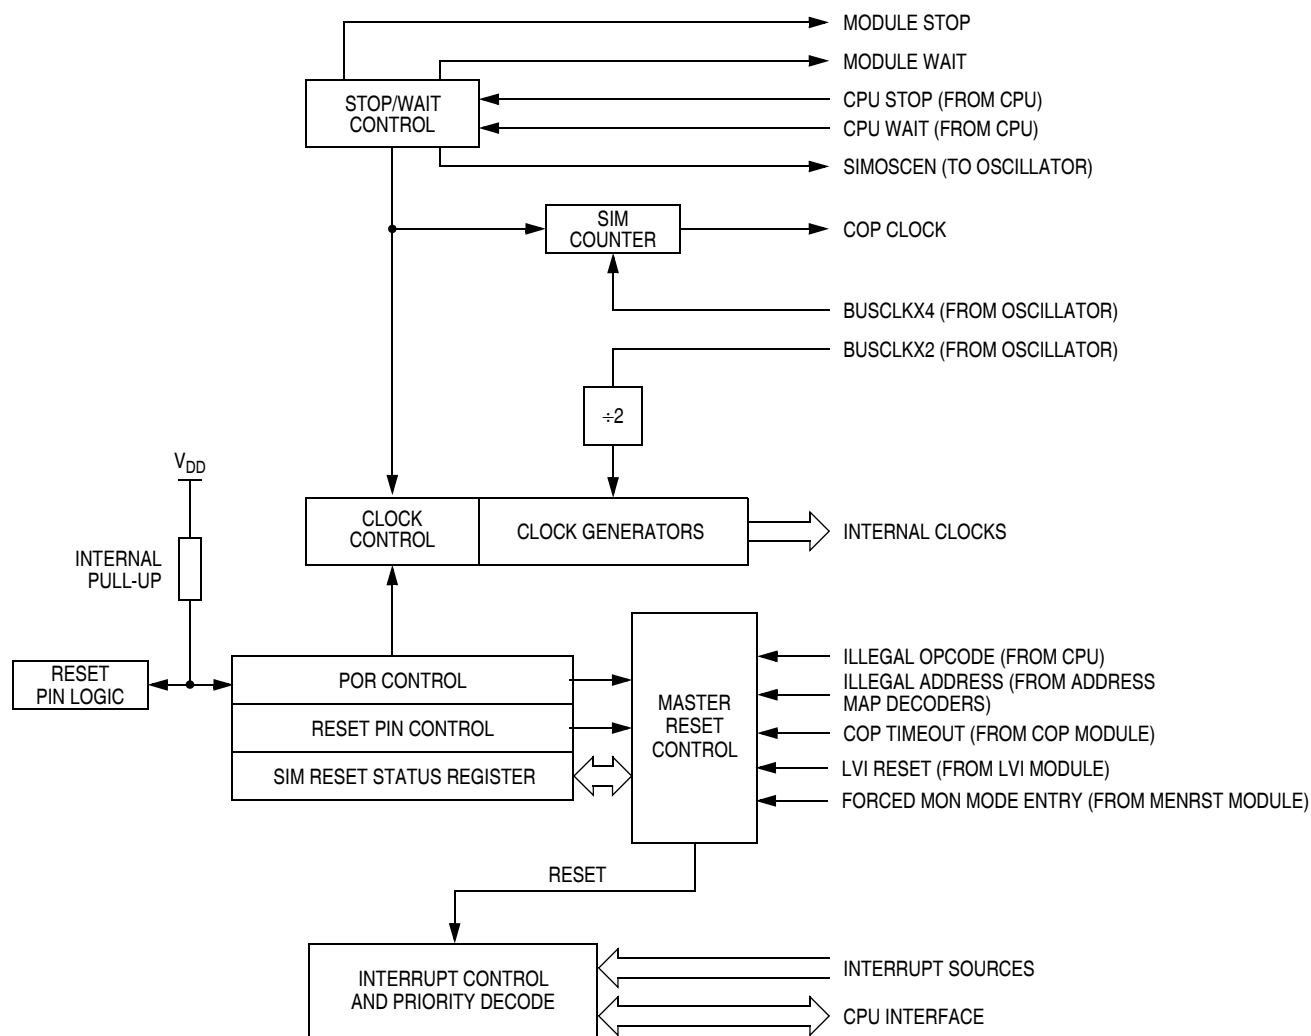 MODULE STOP
MODULE WAIT
STOP/WAIT
CONTROL
CPU STOP (FROM CPU)
CPU WAIT (FROM CPU)
SIMOSCEN (TO OSCILLATOR)
SIM
COUNTER
COP CLOCK
BUSCLKX4 (FROM OSCILLATOR)
BUSCLKX2 (FROM OSCILLATOR)
÷2
VDD
CLOCK
CONTROL
CLOCK GENERATORS
INTERNAL CLOCKS
INTERNAL
PULL-UP
RESET
PIN LOGIC
POR CONTROL
RESET PIN CONTROL
SIM RESET STATUS REGISTER
MASTER
RESET
CONTROL
ILLEGAL OPCODE (FROM CPU)
ILLEGAL ADDRESS (FROM ADDRESS
MAP DECODERS)
COP TIMEOUT (FROM COP MODULE)
LVI RESET (FROM LVI MODULE)
FORCED MON MODE ENTRY (FROM MENRST MODULE)
RESET
INTERRUPT CONTROL
AND PRIORITY DECODE
INTERRUPT SOURCES
CPU INTERFACE